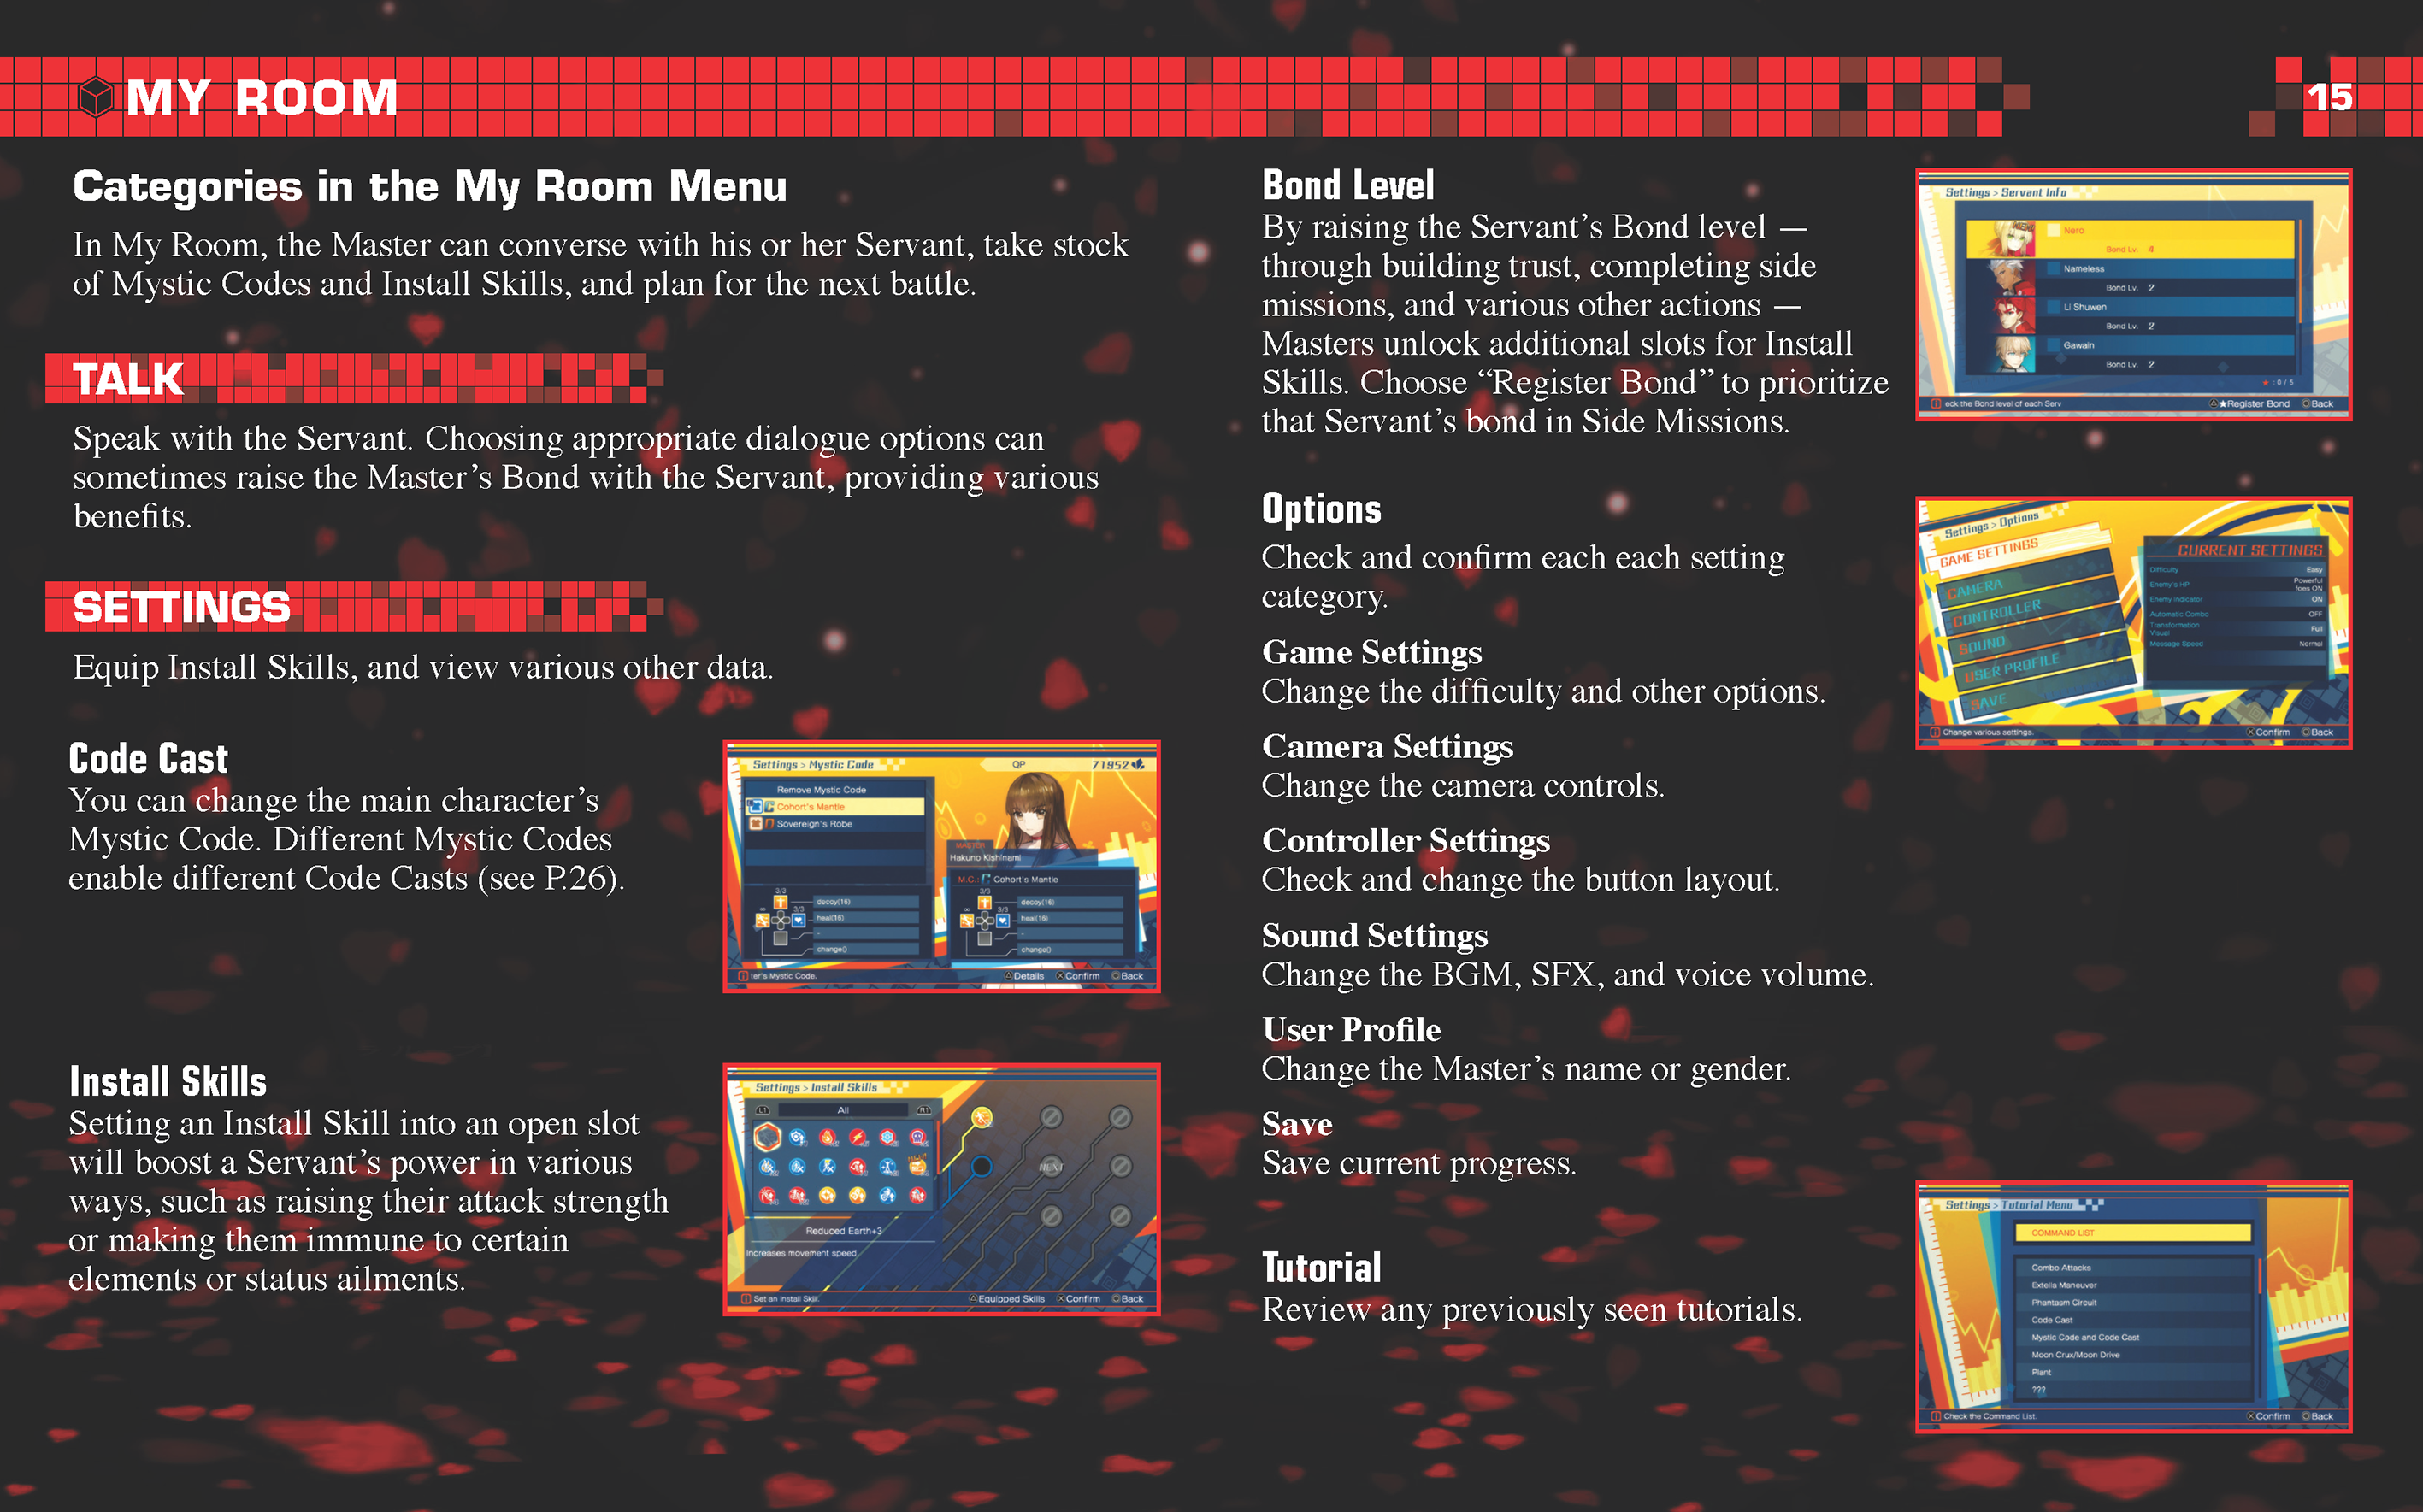 MY ROOM
15
Categories in the My Room Menu
In My Room, the Master can converse with his or her Servant, take stock
of Mystic Codes and Install Skills, and plan for the next battle.
TALK
Speak with the Servant. Choosing appropriate dialogue options can
sometimes raise the Master’s Bond with the Servant, providing various
benefits.
SETTINGS
Equip Install Skills, and view various other data.
Code Cast
You can change the main character’s
Mystic Code. Different Mystic Codes
enable different Code Casts (see P.26).
Settings > Mystic Code
QP 71952
Remove Mystic Code
Cohort's Mantle
Sovereign's Robe
MASTER
Hakuno Kishinami
M.C.: Cohort's Mantle
3/3
decoy(16)
∞ 3/3
heal(16)
-
change()
3/3
decoy(16)
∞ 3/3
heal(16)
-
change()
ter's Mystic Code.
Details Confirm Back
Install Skills
Setting an Install Skill into an open slot
will boost a Servant’s power in various
ways, such as raising their attack strength
or making them immune to certain
elements or status ailments.
Settings > Install Skills
L1 All R1
NEXT
Reduced Earth+3
Increases movement speed.
Set an Install Skill.
Equipped Skills Confirm Back
Bond Level
By raising the Servant’s Bond level —
through building trust, completing side
missions, and various other actions —
Masters unlock additional slots for Install
Skills. Choose “Register Bond” to prioritize
that Servant’s bond in Side Missions.
Settings > Servant Info
Nero
Bond Lv. 4
Nameless
Bond Lv. 2
Li Shuwen
Bond Lv. 2
Gawain
Bond Lv. 2
★ : 0 / 5
eck the Bond level of each Serv
★Register Bond Back
Options
Check and confirm each each setting
category.
Game Settings
Change the difficulty and other options.
Camera Settings
Change the camera controls.
Controller Settings
Check and change the button layout.
Sound Settings
Change the BGM, SFX, and voice volume.
User Profile
Change the Master’s name or gender.
Save
Save current progress.
Settings > Options
GAME SETTINGS
CAMERA
CONTROLLER
SOUND
USER PROFILE
SAVE
CURRENT SETTINGS
Difficulty Easy
Enemy's HP Powerful
foes ON
Enemy Indicator ON
Automatic Combo OFF
Transformation
Visual Full
Message Speed Normal
Change various settings.
Confirm Back
Tutorial
Review any previously seen tutorials.
Settings > Tutorial Menu
COMMAND LIST
Combo Attacks
Extella Maneuver
Phantasm Circuit
Code Cast
Mystic Code and Code Cast
Moon Crux/Moon Drive
Plant
???
Check the Command List.
Confirm Back